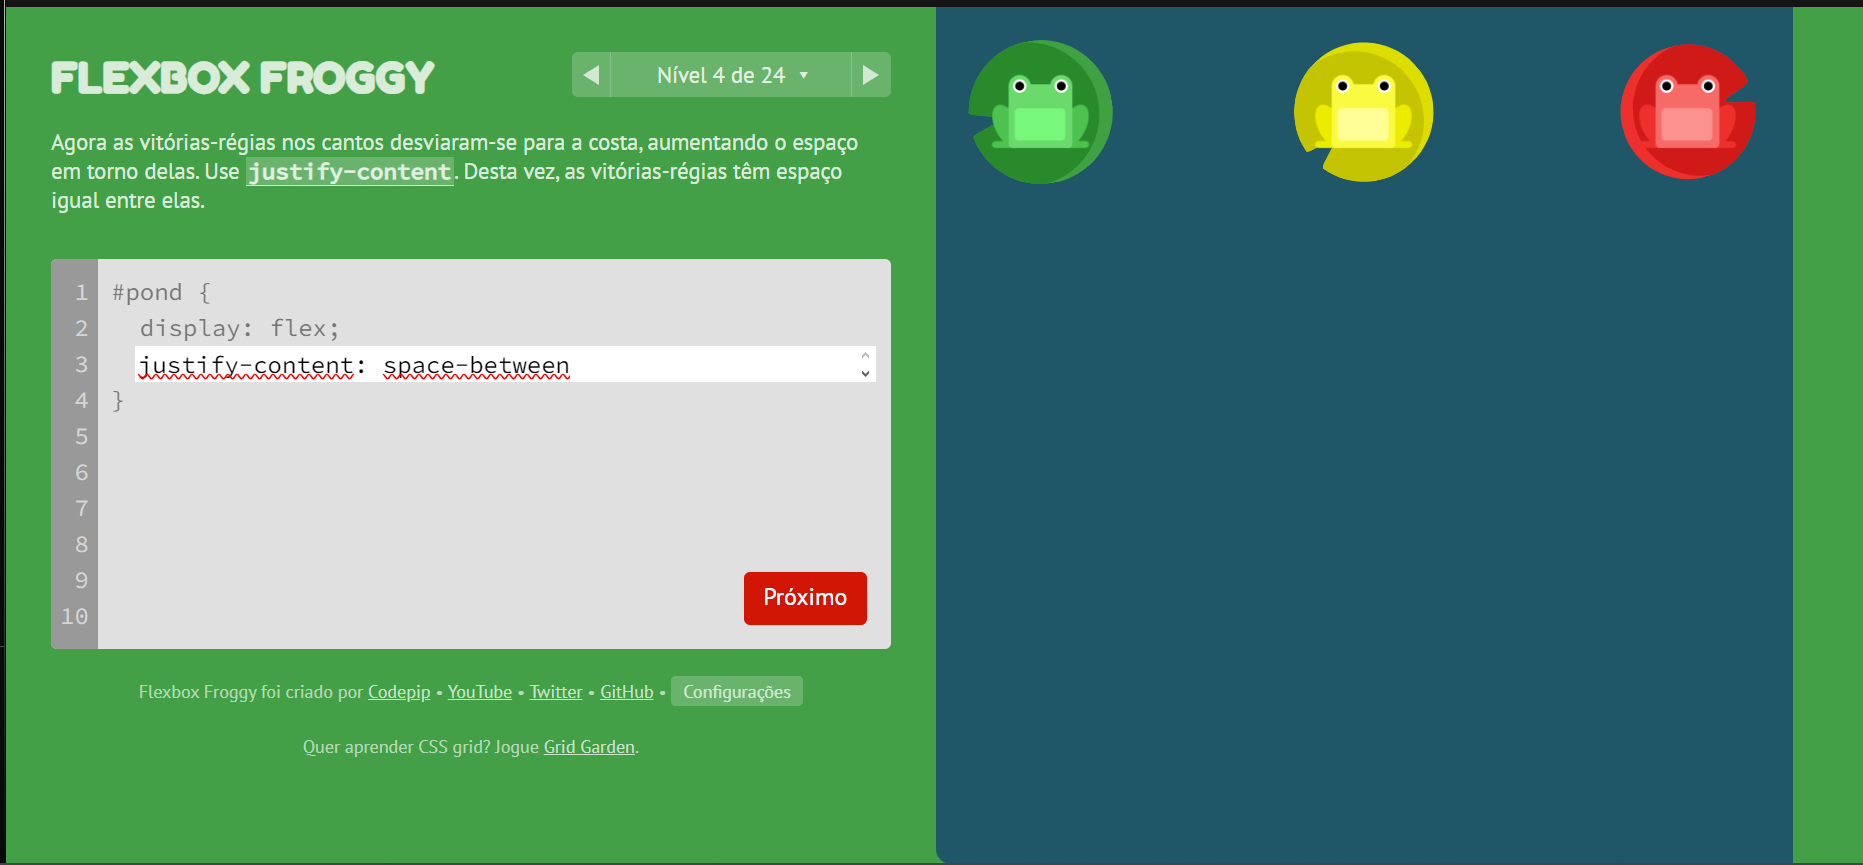 FLEXBOX FROGGY
Nível 4 de 24
Agora as vitórias-régias nos cantos desviaram-se para a costa, aumentando o espaço
em torno delas. Use justify-content. Desta vez, as vitórias-régias têm espaço
igual entre elas.
1 #pond {
2 display: flex;
3 justify-content: space-between
4 }
5
6
7
8
9
10
Próximo
Flexbox Froggy foi criado por Codepip • YouTube • Twitter • GitHub • Configurações
Quer aprender CSS grid? Jogue Grid Garden.